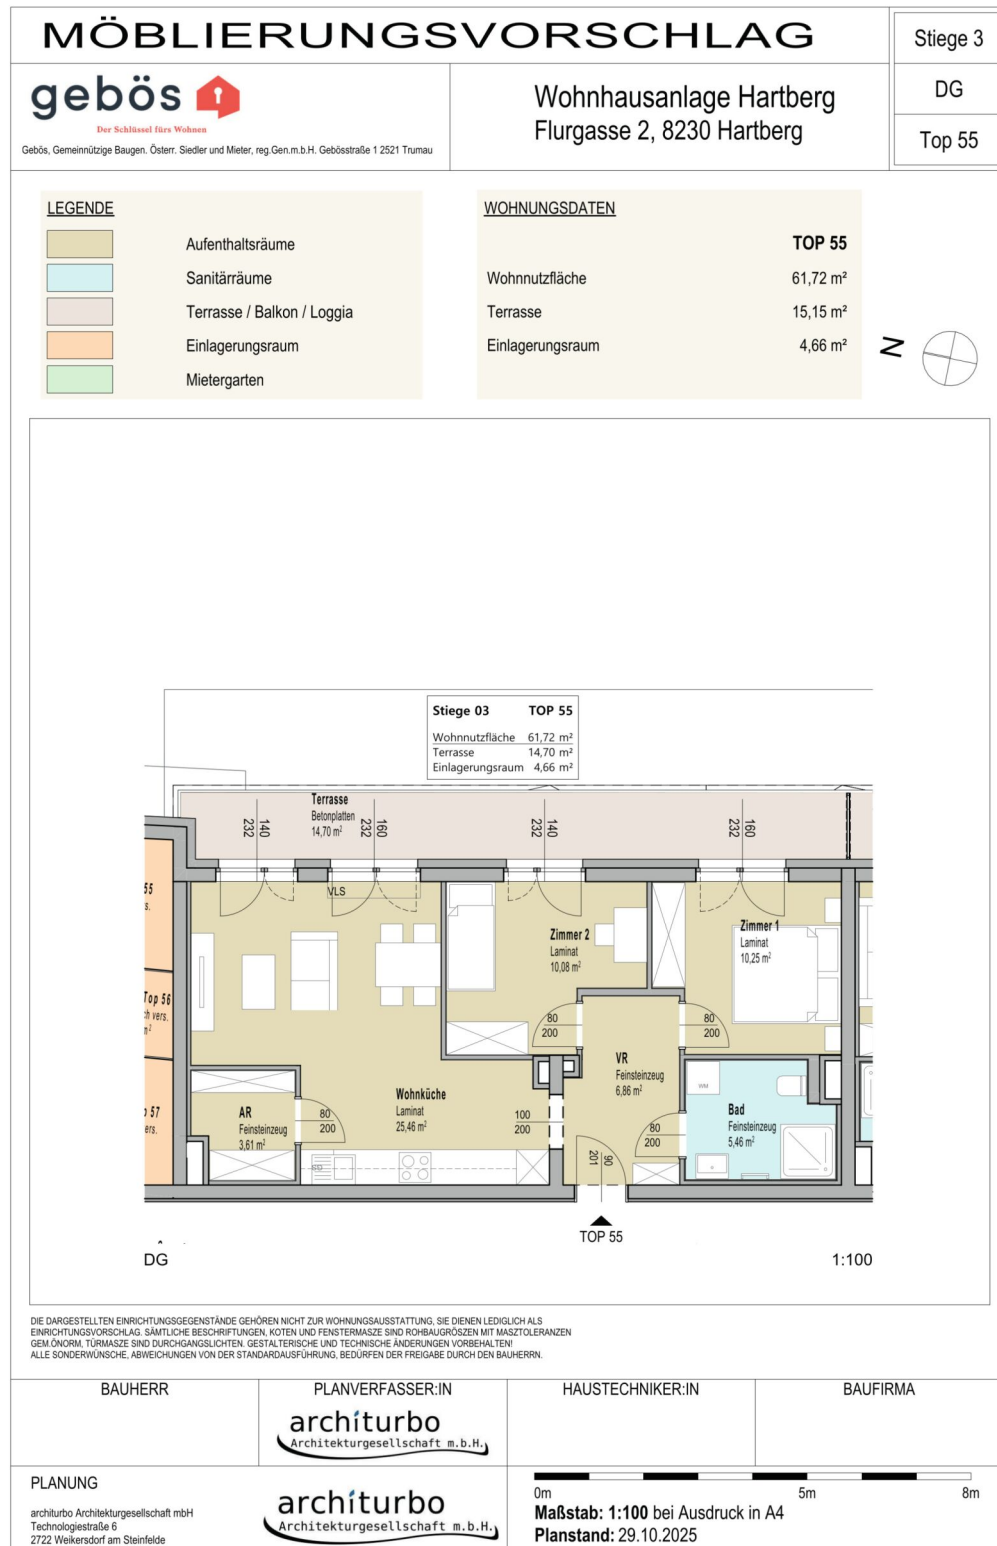 MÖBLIERUNGSVORSCHLAG
Stiege 3
DG
Top 55
gebös
Der Schlüssel fürs Wohnen
Gebös, Gemeinnützige Baugen. Österr. Siedler und Mieter, reg.Gen.m.b.H. Gebösstraße 1 2521 Trumau
Wohnhausanlage Hartberg
Flurgasse 2, 8230 Hartberg
LEGENDE
Aufenthaltsräume
Sanitärräume
Terrasse / Balkon / Loggia
Einlagerungsraum
Mietergarten
WOHNUNGSDATEN
TOP 55
Wohnnutzfläche 61,72 m²
Terrasse 15,15 m²
Einlagerungsraum 4,66 m²
N
Stiege 03 TOP 55
Wohnnutzfläche 61,72 m²
Terrasse 14,70 m²
Einlagerungsraum 4,66 m²
Terrasse
Betonplatten
14,70 m²
140
232
160
232
140
232
160
232
VLS
55
s.
Top 56
ch vers.
m²
57
ers.
Zimmer 2
Laminat
10,08 m²
Zimmer 1
Laminat
10,25 m²
80
200
80
200
VR
Feinsteinzeug
6,86 m²
Wohnküche
Laminat
25,46 m²
AR
Feinsteinzeug
3,61 m²
80
200
100
200
80
200
WM
Bad
Feinsteinzeug
5,46 m²
90
201
TOP 55
DG
1:100
DIE DARGESTELLTEN EINRICHTUNGSGEGENSTÄNDE GEHÖREN NICHT ZUR WOHNUNGSAUSSTATTUNG, SIE DIENEN LEDIGLICH ALS
EINRICHTUNGSVORSCHLAG. SÄMTLICHE BESCHRIFTUNGEN, KOTEN UND FENSTERMASZE SIND ROHBAUGRÖSZEN MIT MASZTOLERANZEN
GEM.ÖNORM, TÜRMASZE SIND DURCHGANGSLICHTEN. GESTALTERISCHE UND TECHNISCHE ÄNDERUNGEN VORBEHALTEN!
ALLE SONDERWÜNSCHE, ABWEICHUNGEN VON DER STANDARDAUSFÜHRUNG, BEDÜRFEN DER FREIGABE DURCH DEN BAUHERRN.
BAUHERR
PLANVERFASSER:IN
HAUSTECHNIKER:IN
BAUFIRMA
architurbo
Architekturgesellschaft m.b.H.
PLANUNG
architurbo Architekturgesellschaft mbH
Technologiestraße 6
2722 Weikersdorf am Steinfelde
architurbo
Architekturgesellschaft m.b.H.
0m 5m 8m
Maßstab: 1:100 bei Ausdruck in A4
Planstand: 29.10.2025